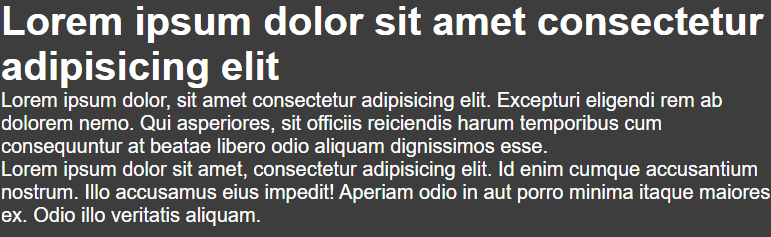 Lorem ipsum dolor sit amet consectetur
adipisicing elit
Lorem ipsum dolor, sit amet consectetur adipisicing elit. Excepturi eligendi rem ab
dolorem nemo. Qui asperiores, sit officiis reiciendis harum temporibus cum
consequuntur at beatae libero odio aliquam dignissimos esse.
Lorem ipsum dolor sit amet, consectetur adipisicing elit. Id enim cumque accusantium
nostrum. Illo accusamus eius impedit! Aperiam odio in aut porro minima itaque maiores
ex. Odio illo veritatis aliquam.